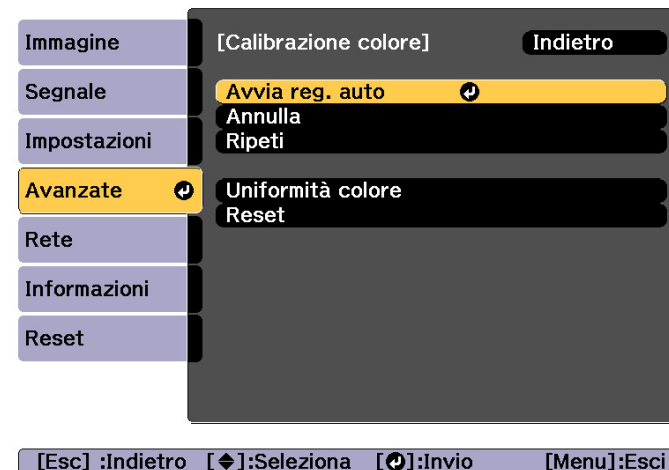 Immagine
Segnale
Impostazioni
Avanzate
Rete
Informazioni
Reset
[Calibrazione colore] Indietro
Avvia reg. auto
Annulla
Ripeti
Uniformità colore
Reset
[Esc] :Indietro []:Seleziona []:Invio [Menu]:Esci